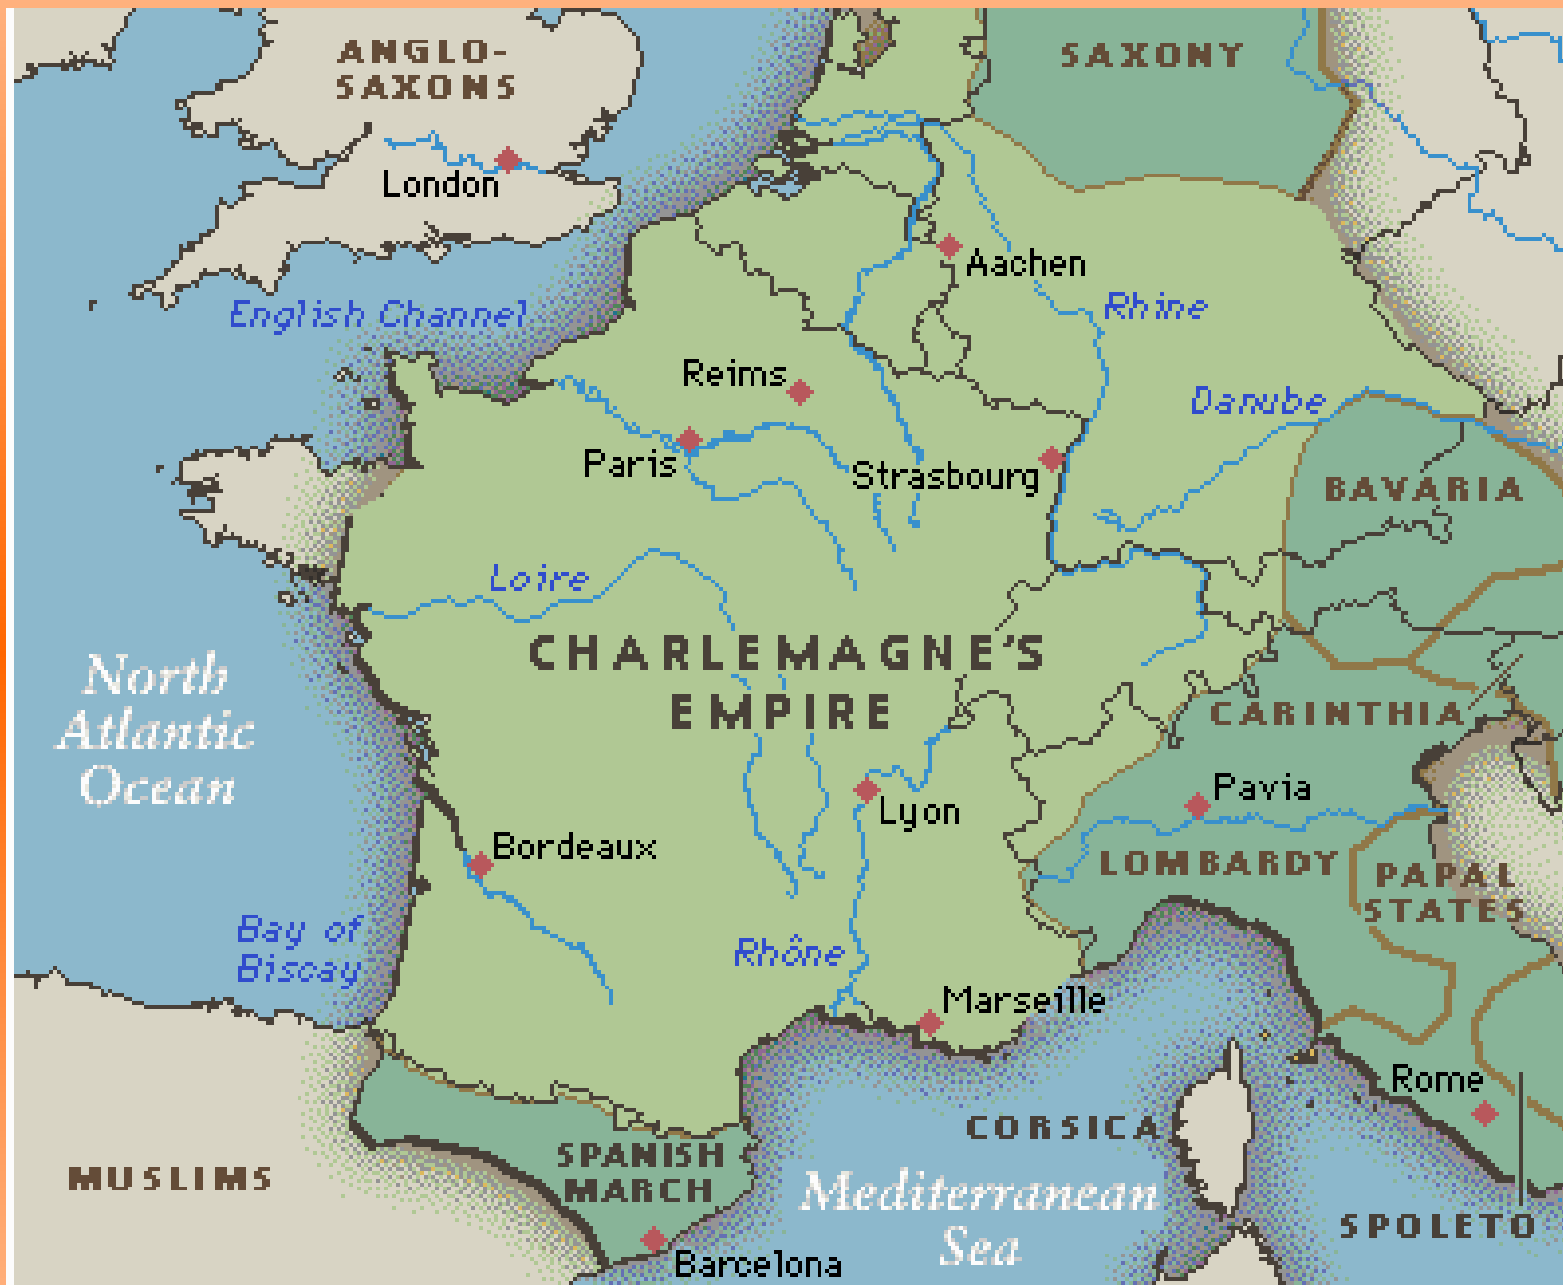 ANGLO-
SAXONS
SAXONY
London
Aachen
English Channel
Rhine
Reims
Danube
Paris
Strasbourg
BAVARIA
Loire
CHARLEMAGNE'S
EMPIRE
North
Atlantic
Ocean
CARINTHIA
Pavia
Lyon
Bordeaux
LOMBARDY
PAPAL
STATES
Bay of
Biscay
Rhône
Marseille
Rome
CORSICA
SPANISH
MARCH
MUSLIMS
Mediterranean
Sea
SPOLETO
Barcelona